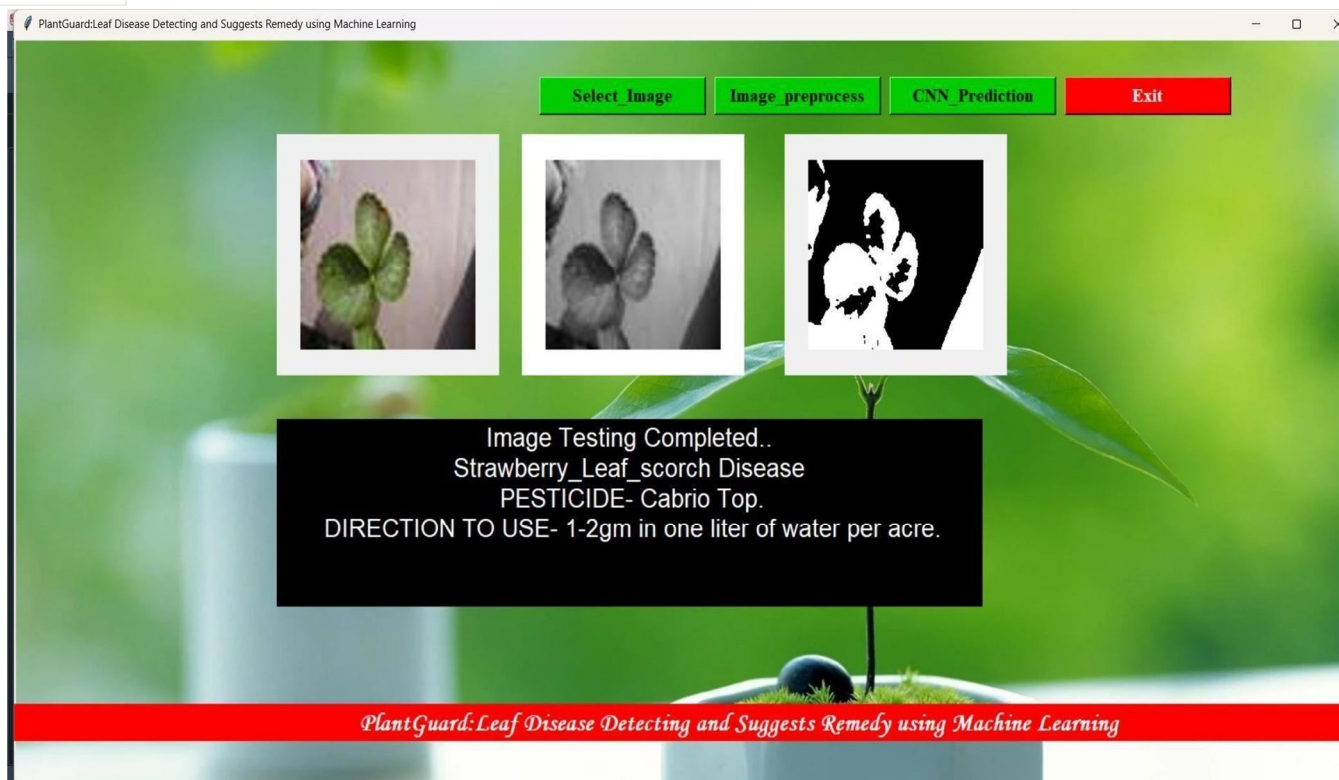 PlantGuard:Leaf Disease Detecting and Suggests Remedy using Machine Learning
Select_Image
Image_preprocess
CNN_Prediction
Exit
Image Testing Completed..
Strawberry_Leaf_scorch Disease
PESTICIDE- Cabrio Top.
DIRECTION TO USE- 1-2gm in one liter of water per acre.
PlantGuard:Leaf Disease Detecting and Suggests Remedy using Machine Learning